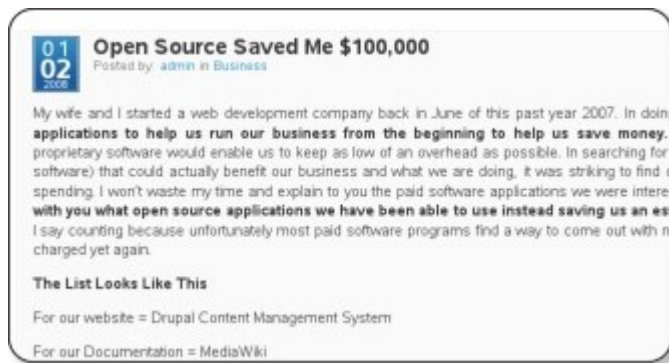 01
02
2008
Open Source Saved Me $100,000
Posted by: admin in Business
My wife and I started a web development company back in June of this past year 2007. In doin
applications to help us run our business from the beginning to help us save money.
proprietary software would enable us to keep as low of an overhead as possible. In searching for
software) that could actually benefit our business and what we are doing, it was striking to find
spending. I won't waste my time and explain to you the paid software applications we were intere
with you what open source applications we have been able to use instead saving us an es
I say counting because unfortunately most paid software programs find a way to come out with n
charged yet again.
The List Looks Like This
For our website = Drupal Content Management System
For our Documentation = MediaWiki